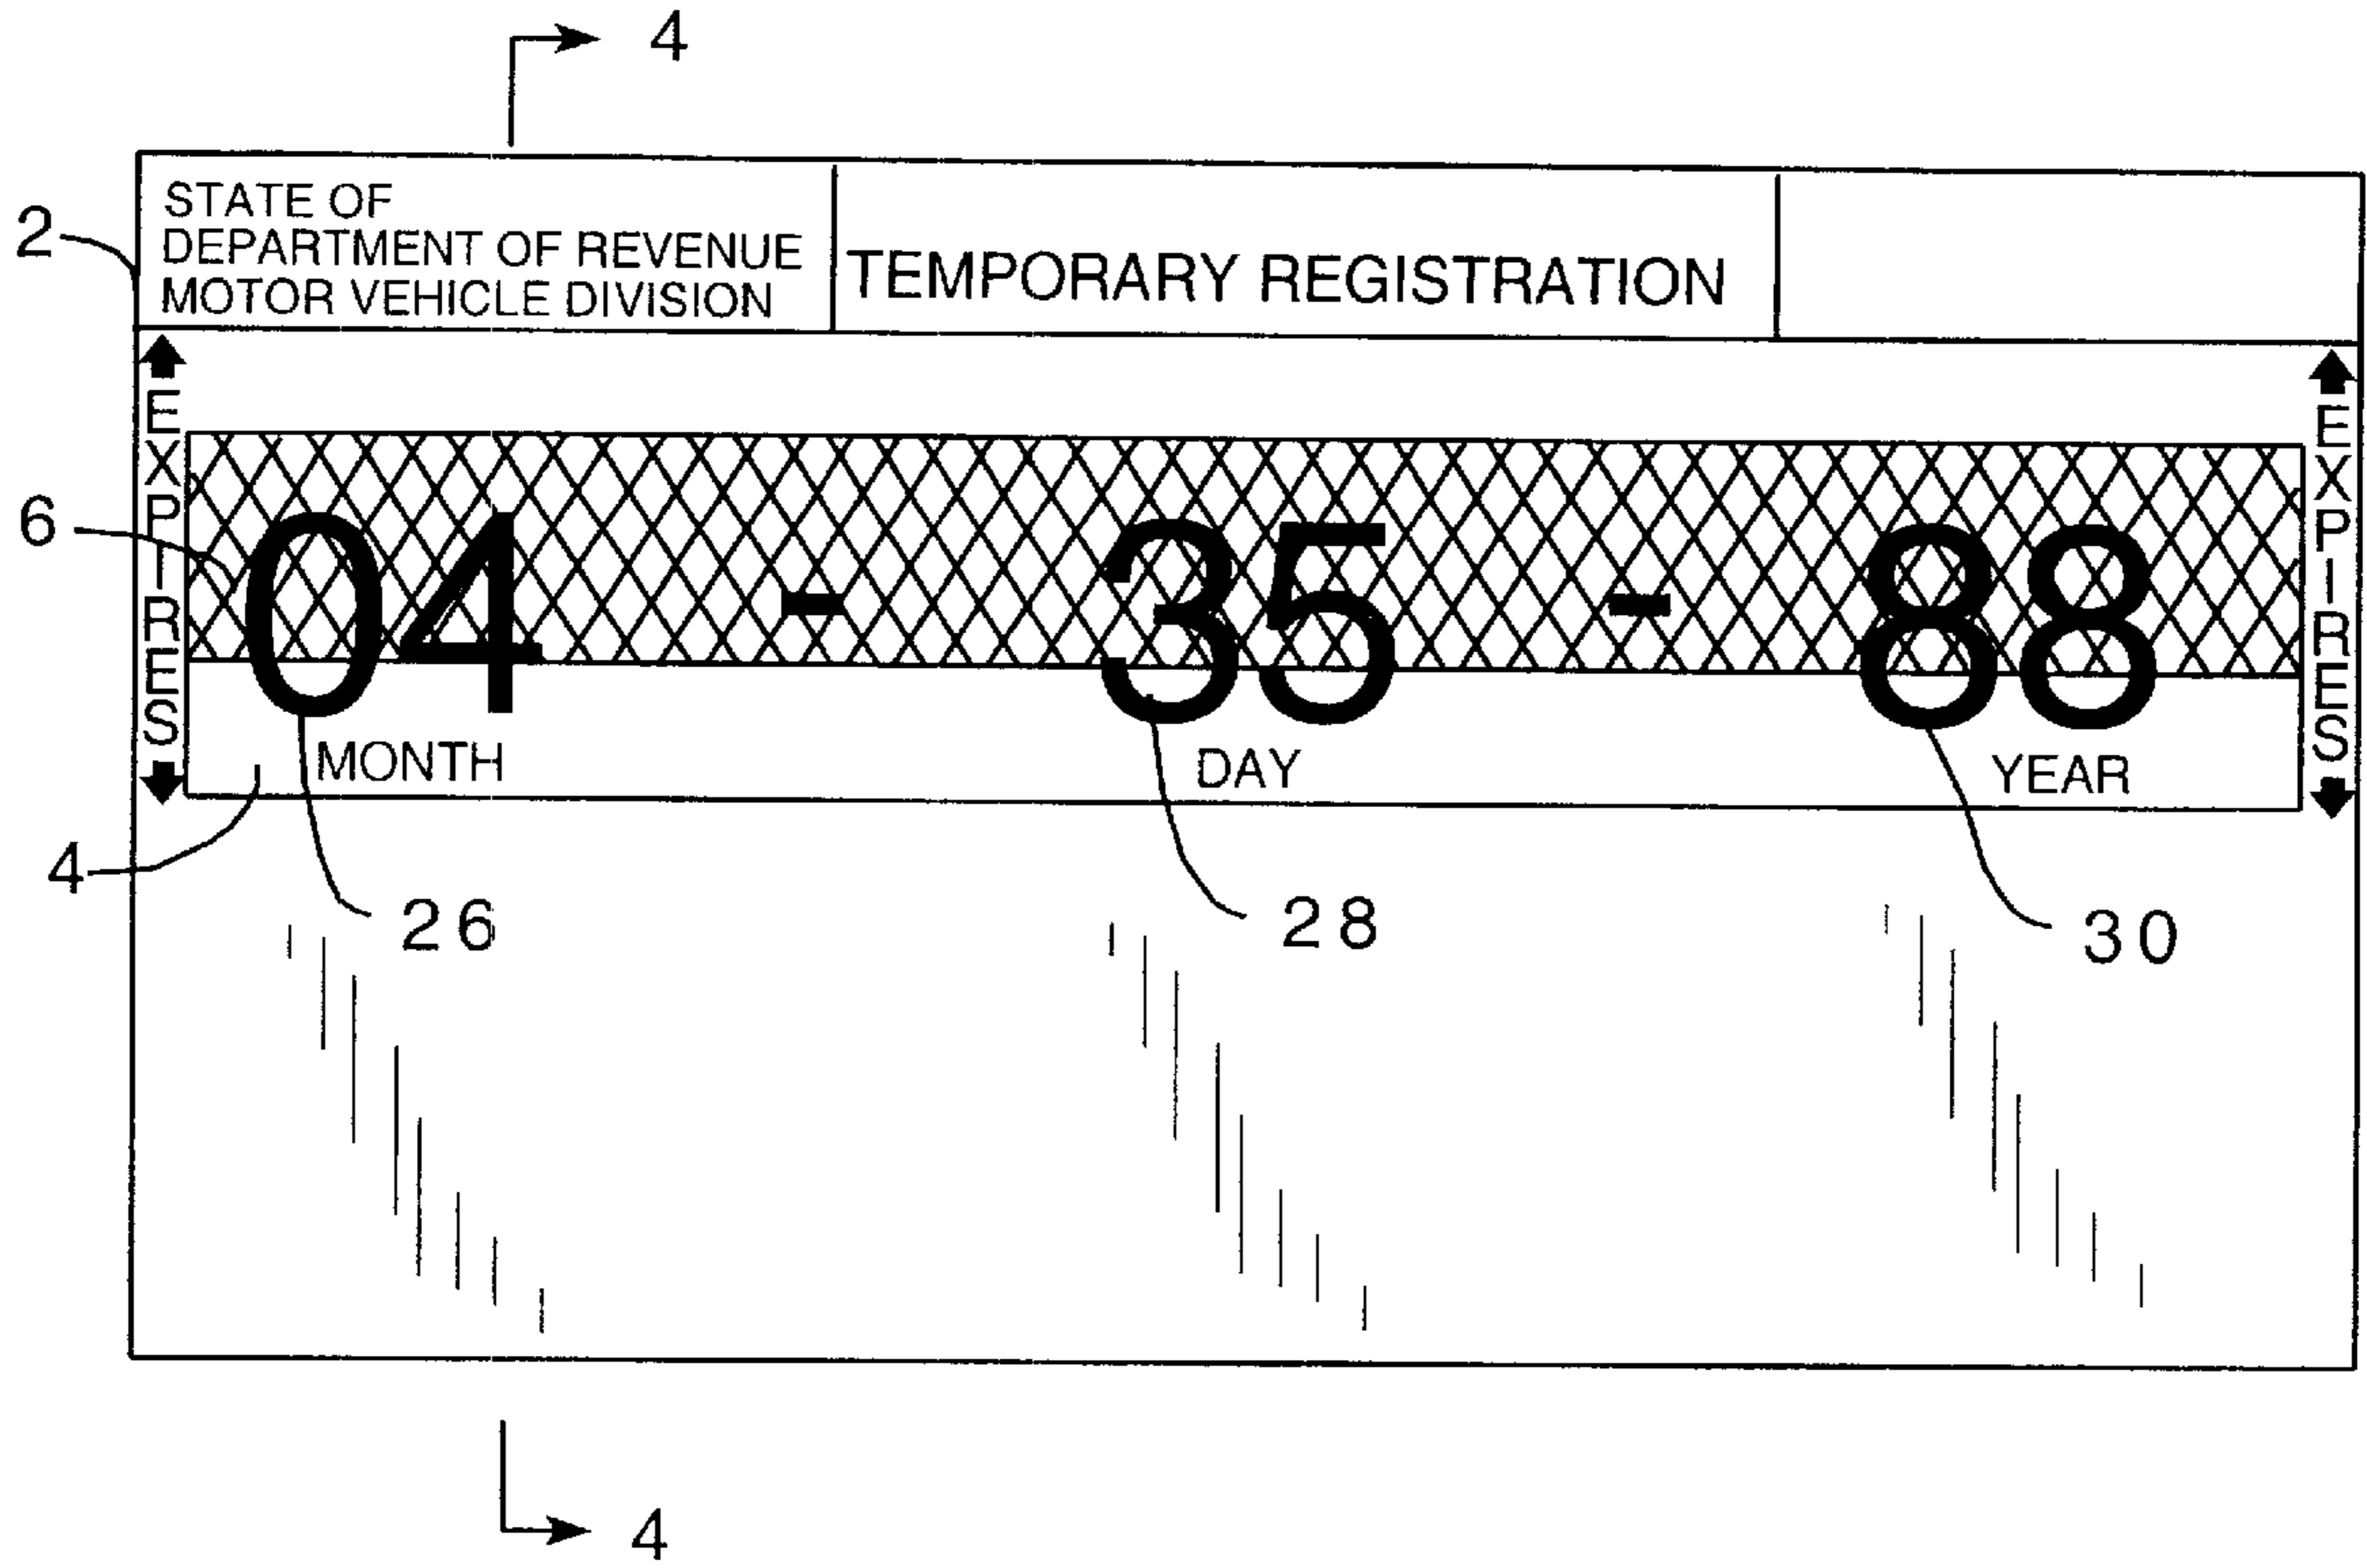 4
2
STATE OF
DEPARTMENT OF REVENUE
MOTOR VEHICLE DIVISION
TEMPORARY REGISTRATION
EXPIRES
EXPIRES
6
04 - 35 - 88
MONTH DAY YEAR
4
26 28 30
4